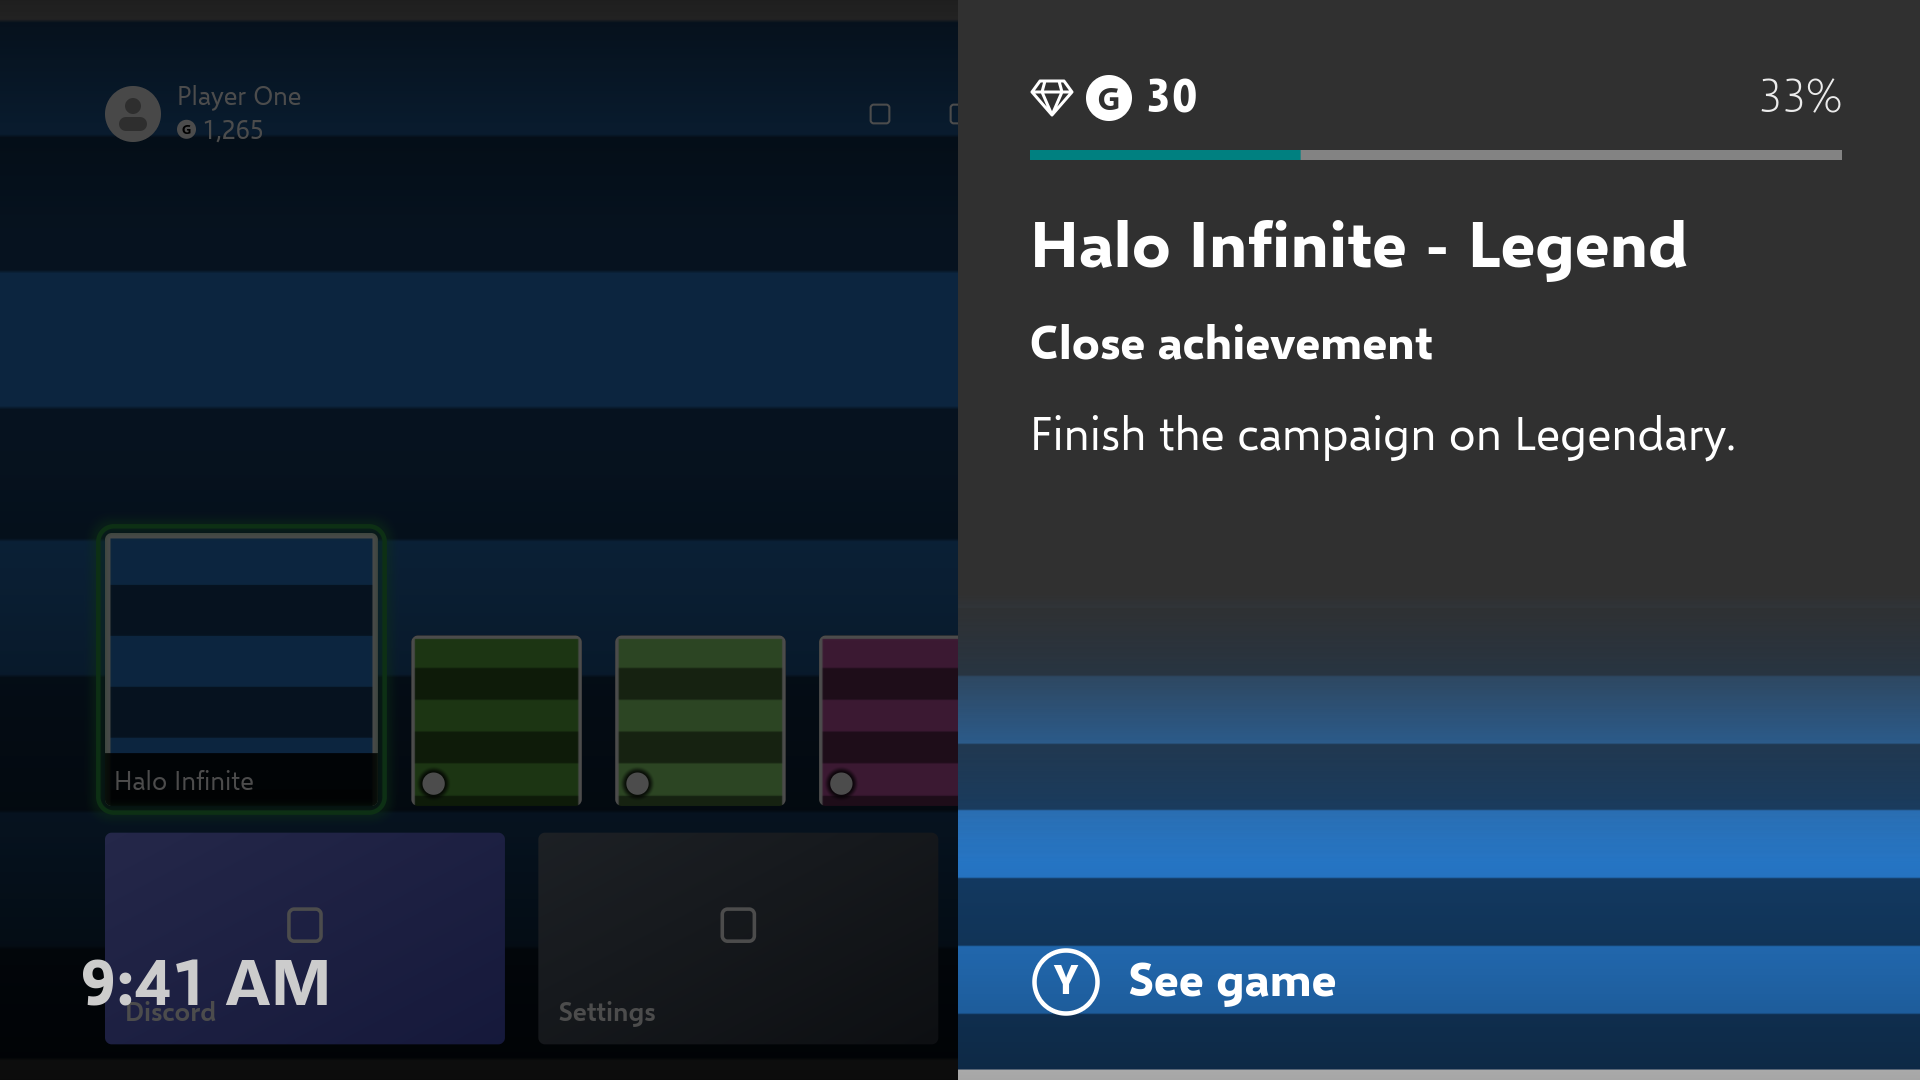 Player One
G 1,265
Halo Infinite
Discord
Settings
9:41 AM
G 30
33%
Halo Infinite - Legend
Close achievement
Finish the campaign on Legendary.
Y See game